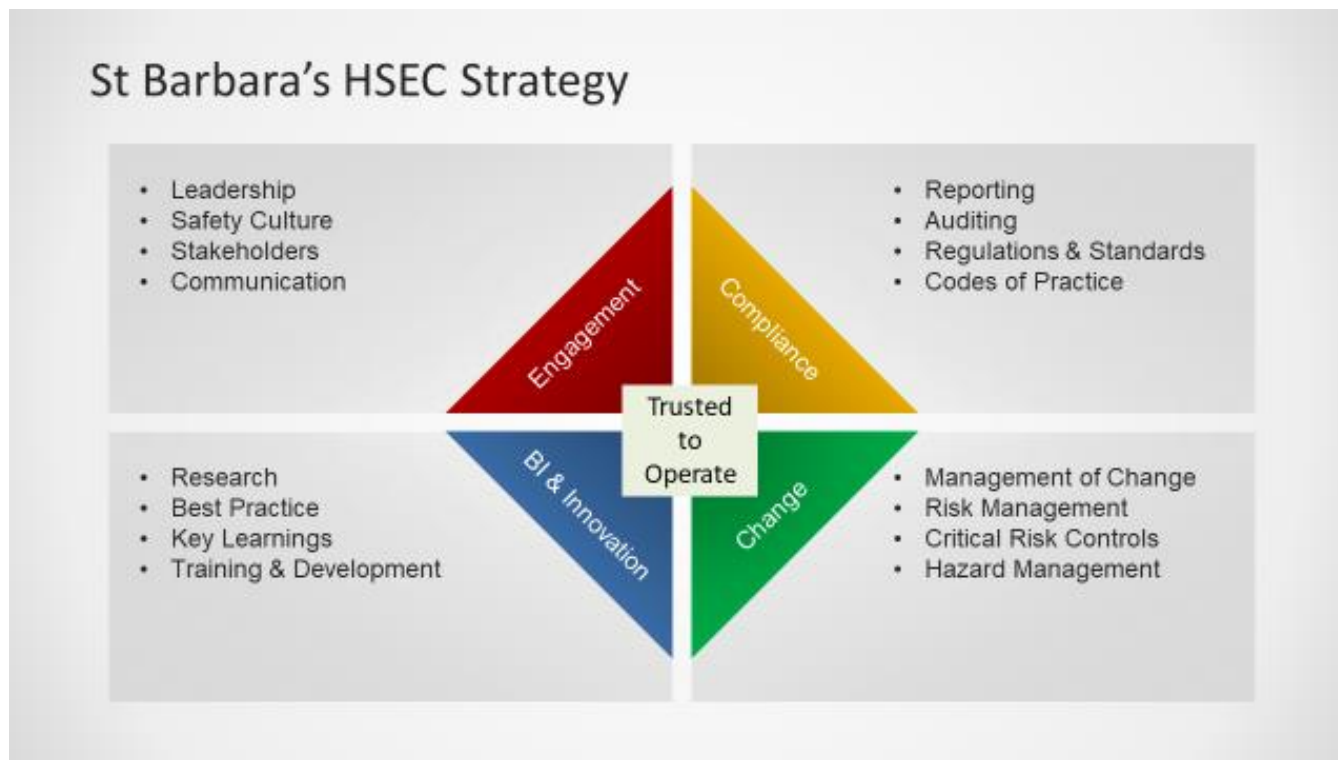 St Barbara’s HSEC Strategy
• Leadership
• Safety Culture
• Stakeholders
• Communication
Engagement
• Reporting
• Auditing
• Regulations & Standards
• Codes of Practice
Compliance
Trusted
to
Operate
• Research
• Best Practice
• Key Learnings
• Training & Development
BI & Innovation
• Management of Change
• Risk Management
• Critical Risk Controls
• Hazard Management
Change